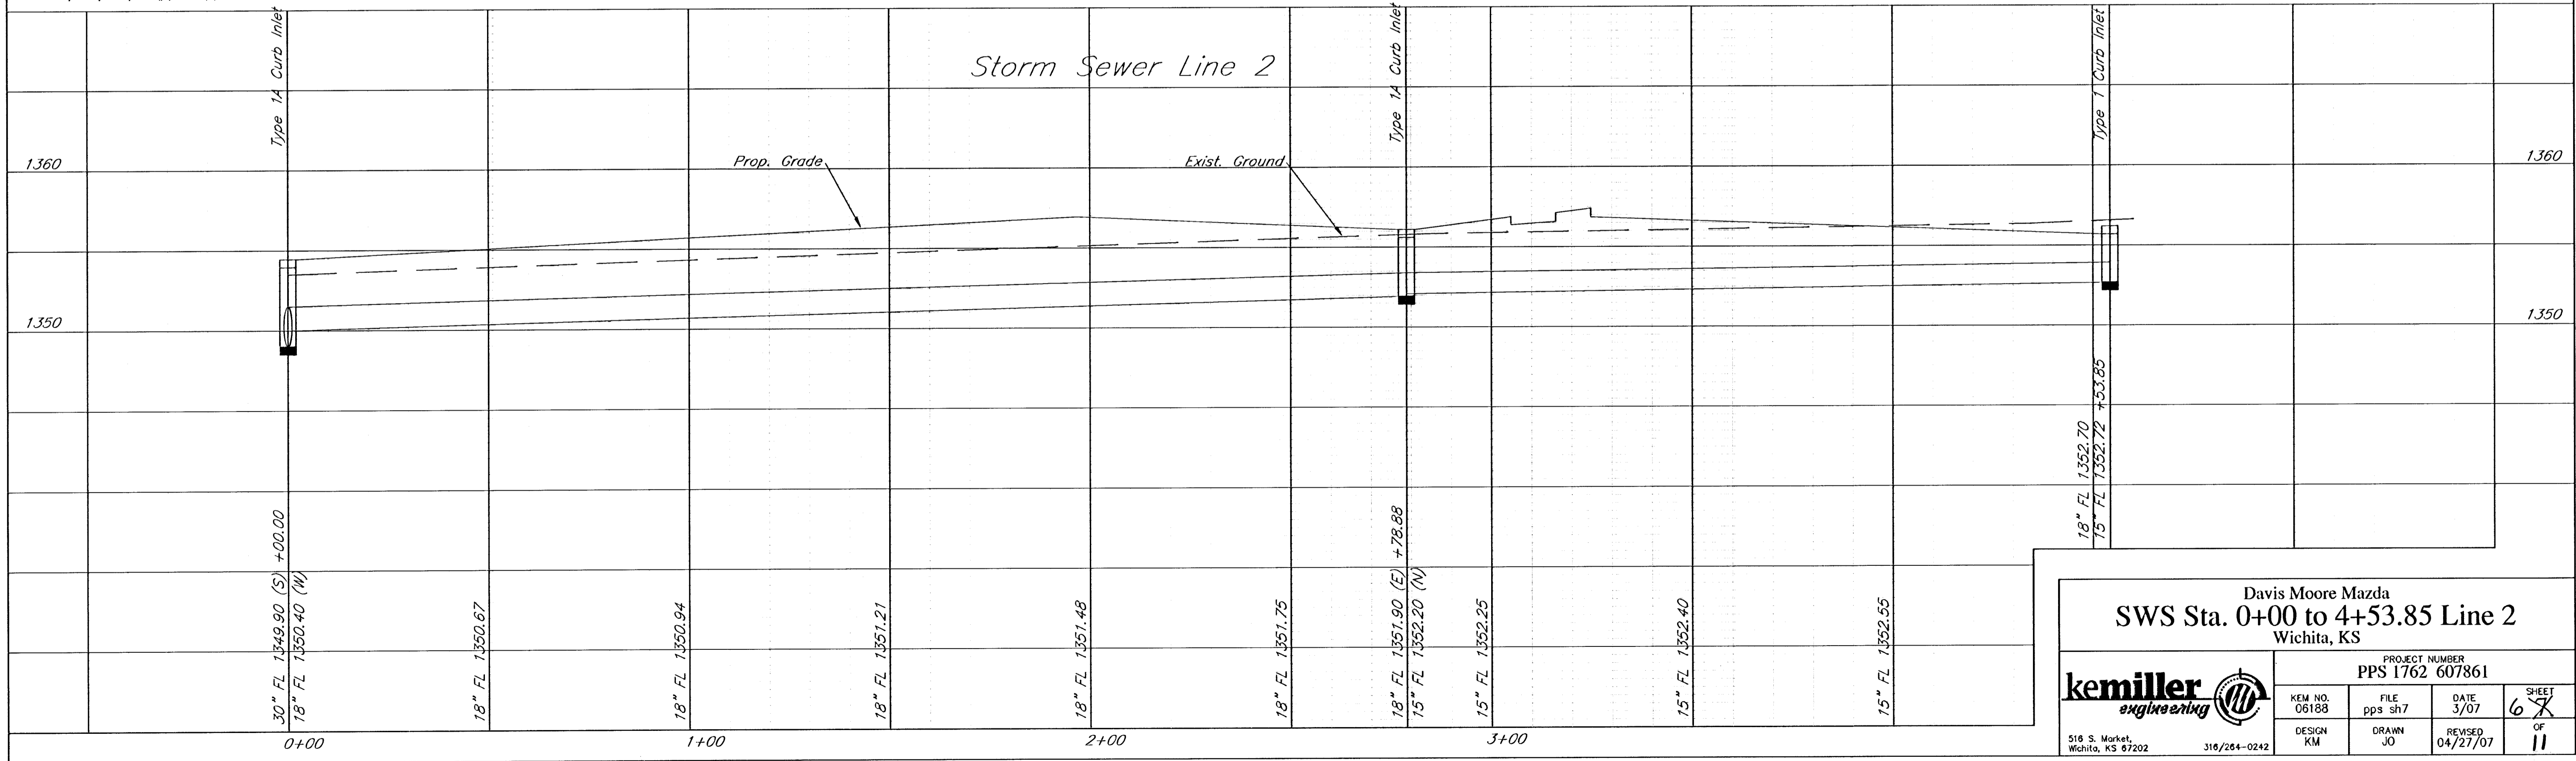 Storm Sewer Line 2
Type 1A Curb Inlet
Type 1A Curb Inlet
Type 1 Curb Inlet
Prop. Grade
Exist. Ground
1360
1360
1350
1350
30" FL 1349.90 (S) +00.00
18" FL 1350.40 (W)
18" FL 1350.67
18" FL 1350.94
18" FL 1351.21
18" FL 1351.48
18" FL 1351.75
18" FL 1351.90 (E) +78.88
15" FL 1352.20 (N)
15" FL 1352.25
15" FL 1352.40
15" FL 1352.55
18" FL 1352.70
15" FL 1352.72 +53.85
0+00
1+00
2+00
3+00
Davis Moore Mazda
SWS Sta. 0+00 to 4+53.85 Line 2
Wichita, KS
kemiller
engineering
516 S. Market,
Wichita, KS 67202
316/264-0242
PROJECT NUMBER
PPS 1762 607861
KEM NO.
06188
FILE
pps sh7
DATE
3/07
SHEET
6
OF
11
DESIGN
KM
DRAWN
JO
REVISED
04/27/07